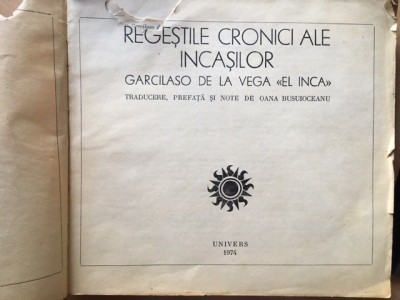 REGEȘTILE CRONICI ALE
INCAȘILOR
GARCILASO DE LA VEGA «EL INCA»
TRADUCERE, PREFAȚĂ ȘI NOTE DE OANA BUSUIOCEANU
UNIVERS
1974